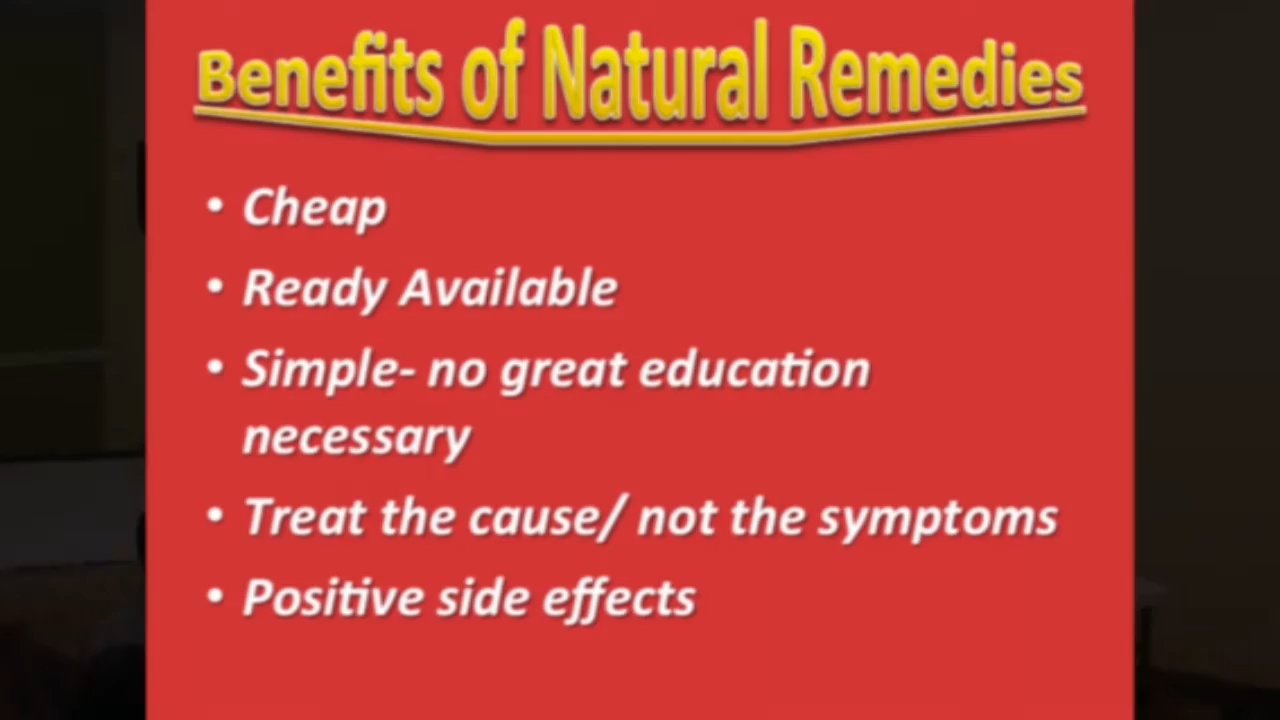 Benefits of Natural Remedies
• Cheap
• Ready Available
• Simple- no great education
necessary
• Treat the cause/ not the symptoms
• Positive side effects